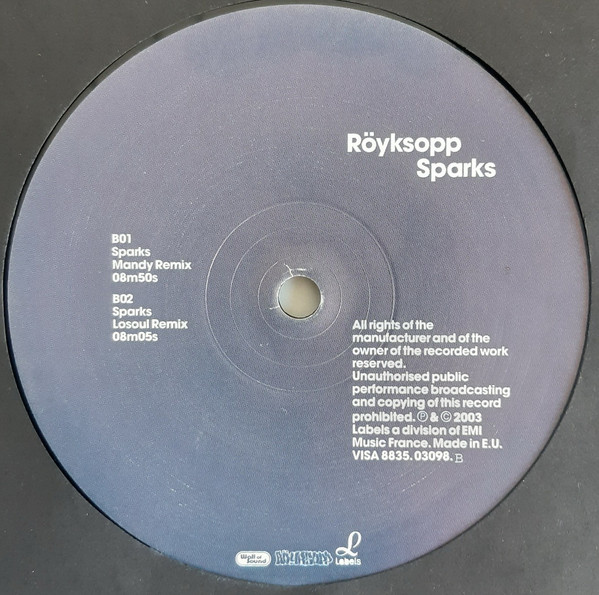 Röyksopp
Sparks
B01
Sparks
Mandy Remix
08m50s
B02
Sparks
Losoul Remix
08m05s
All rights of the
manufacturer and of the
owner of the recorded work
reserved.
Unauthorised public
performance broadcasting
and copying of this record
prohibited. ℗ & © 2003
Labels a division of EMI
Music France. Made in E.U.
VISA 8835. 03098. B
Wall of
Sound
RÖYKSOPP
L
Labels